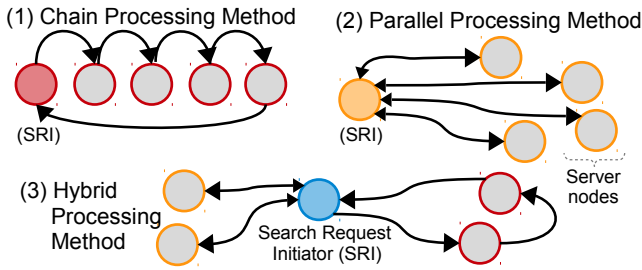 (1) Chain Processing Method
(SRI)
(2) Parallel Processing Method
(SRI)
Server
nodes
(3) Hybrid
Processing
Method
Search Request
Initiator (SRI)